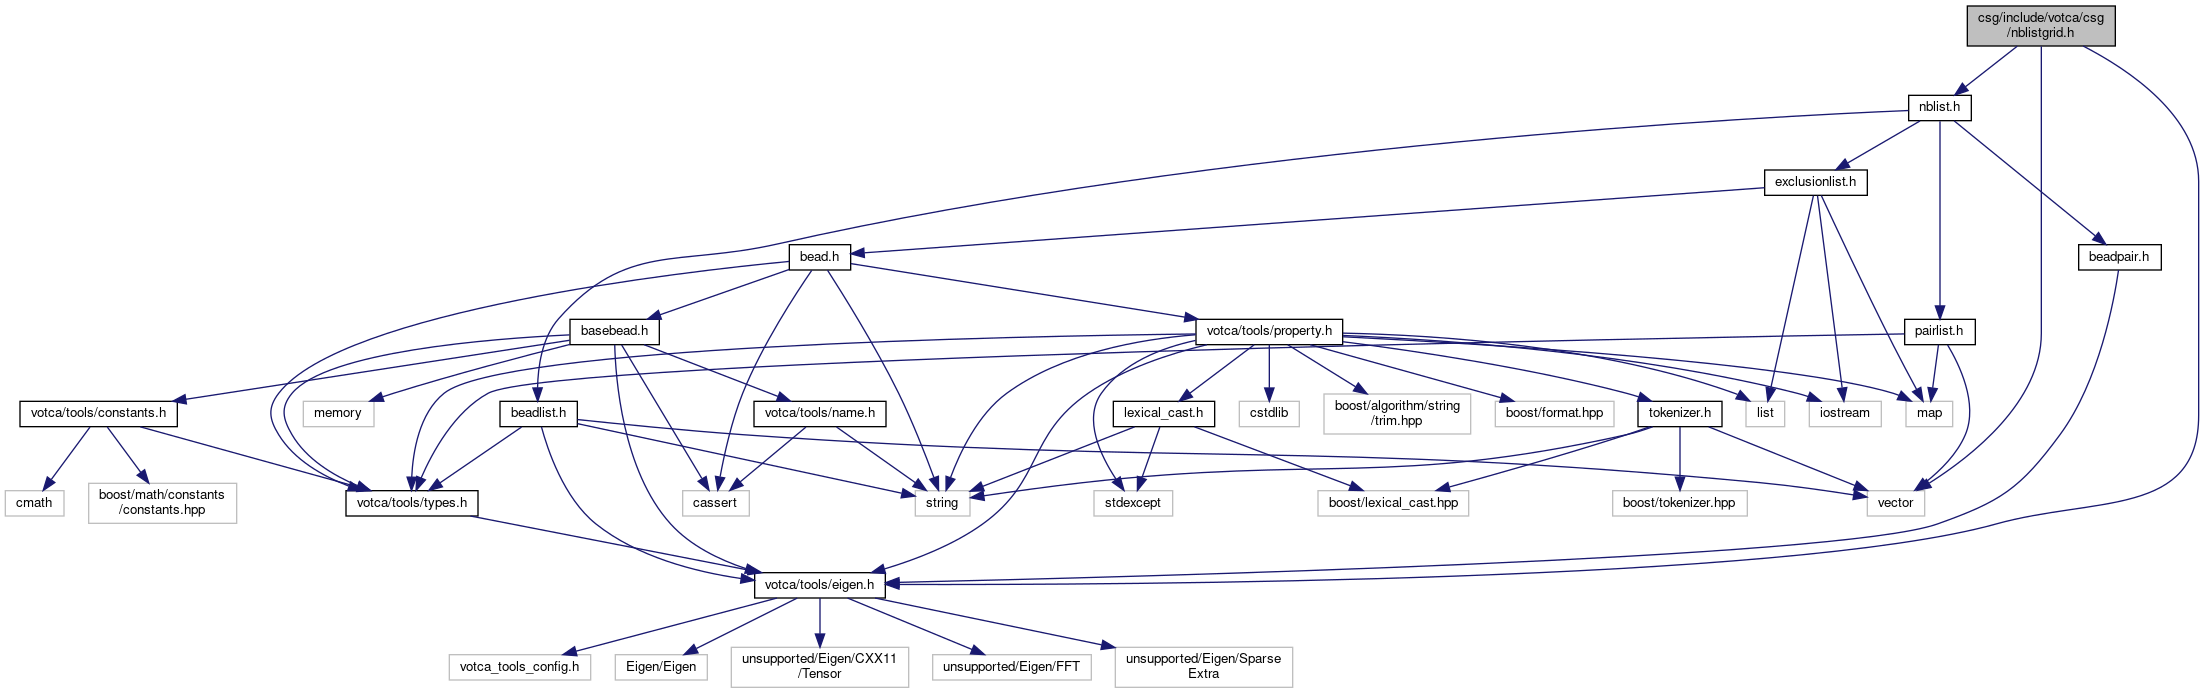 csg/include/votca/csg
/nblistgrid.h
nblist.h
exclusionlist.h
bead.h
beadpair.h
basebead.h
votca/tools/property.h
pairlist.h
votca/tools/constants.h
memory
beadlist.h
votca/tools/name.h
lexical_cast.h
cstdlib
boost/algorithm/string
/trim.hpp
boost/format.hpp
tokenizer.h
list
iostream
map
cmath
boost/math/constants
/constants.hpp
votca/tools/types.h
cassert
string
stdexcept
boost/lexical_cast.hpp
boost/tokenizer.hpp
vector
votca/tools/eigen.h
votca_tools_config.h
Eigen/Eigen
unsupported/Eigen/CXX11
/Tensor
unsupported/Eigen/FFT
unsupported/Eigen/Sparse
Extra